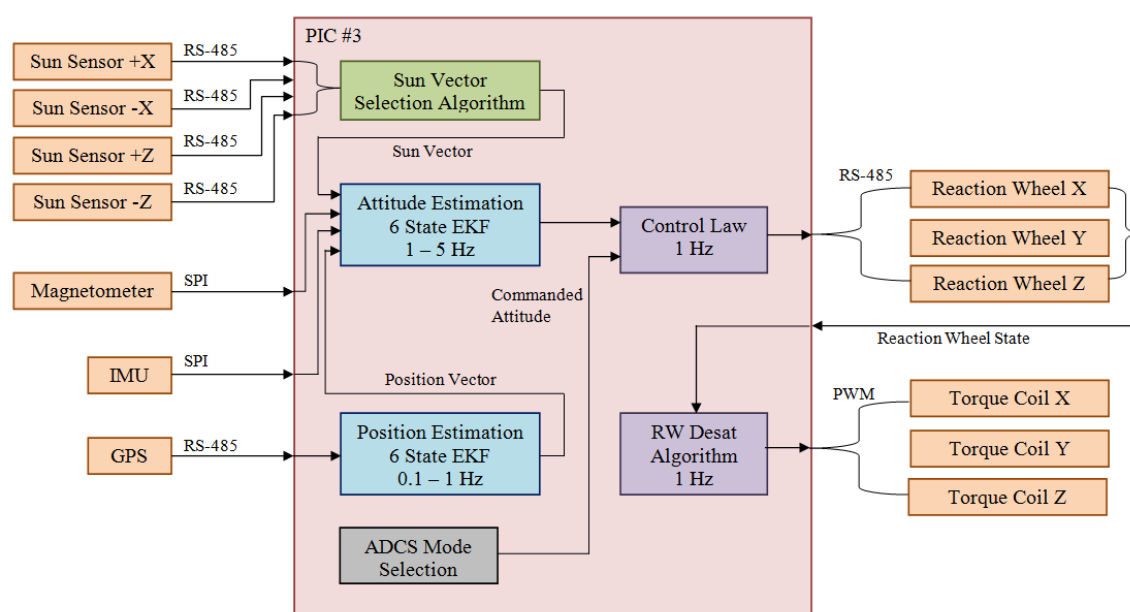 PIC #3
Sun Sensor +X
RS-485
Sun Sensor -X
RS-485
Sun Sensor +Z
RS-485
Sun Sensor -Z
RS-485
Magnetometer
SPI
IMU
SPI
GPS
RS-485
Sun Vector
Selection Algorithm
Sun Vector
Attitude Estimation
6 State EKF
1 – 5 Hz
Position Vector
Position Estimation
6 State EKF
0.1 – 1 Hz
ADCS Mode
Selection
Control Law
1 Hz
Commanded
Attitude
RW Desat
Algorithm
1 Hz
RS-485
Reaction Wheel X
Reaction Wheel Y
Reaction Wheel Z
Reaction Wheel State
PWM
Torque Coil X
Torque Coil Y
Torque Coil Z